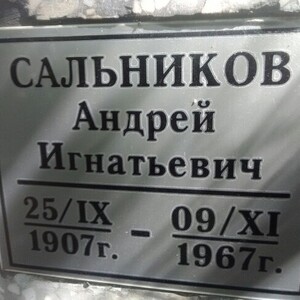 САЛЬНИКОВ
Андрей
Игнатьевич
25/IX - 09/XI
1907г. 1967г.